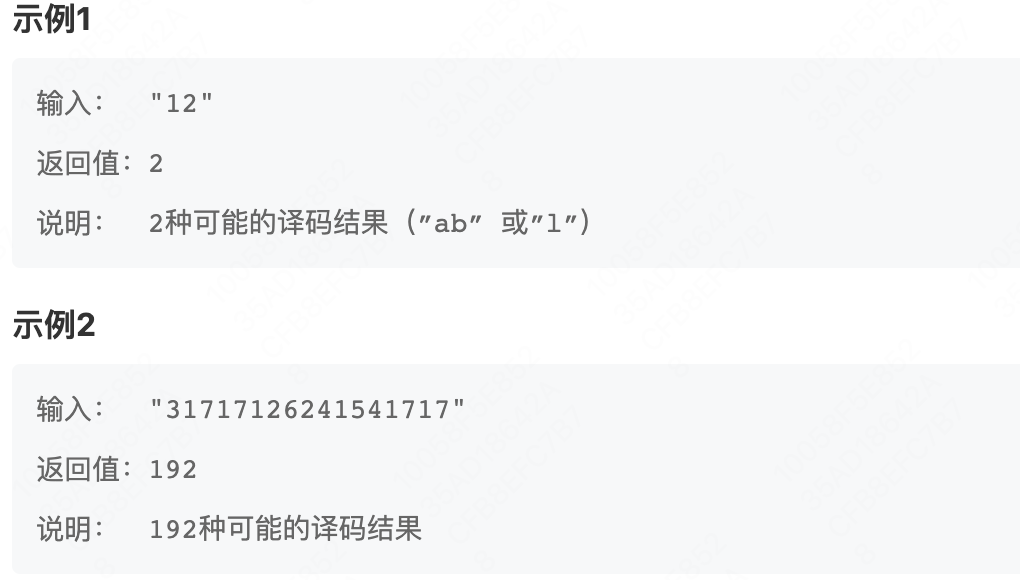 示例1
输入： "12"
返回值：2
说明： 2种可能的译码结果（”ab” 或”l”）
示例2
输入： "31717126241541717"
返回值：192
说明： 192种可能的译码结果